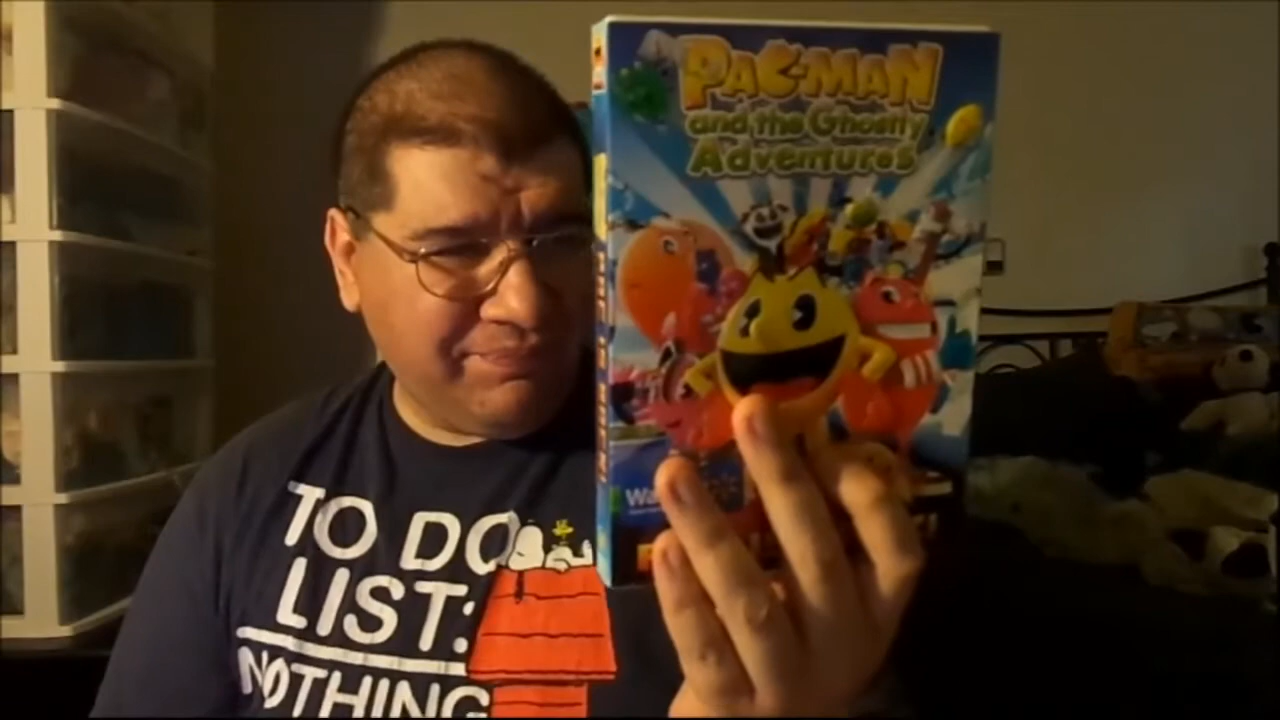 PAC-MAN
and the Ghostly
Adventures
TO DO
LIST:
NOTHING